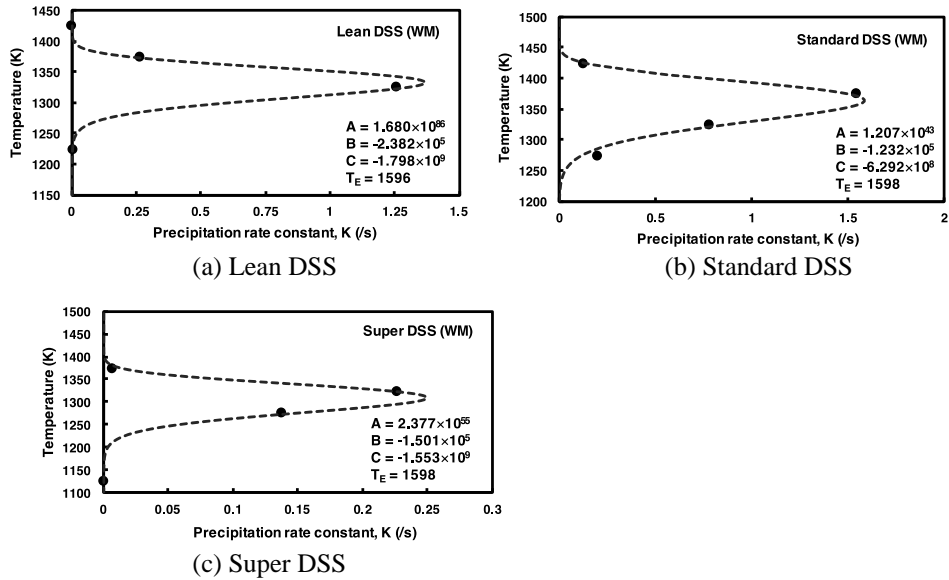 Temperature (K)
1450
1400
1350
1300
1250
1200
1150
Lean DSS (WM)
A = 1.680×10⁸⁶
B = -2.382×10⁵
C = -1.798×10⁹
T_E = 1596
0 0.25 0.5 0.75 1 1.25 1.5
Precipitation rate constant, K (/s)
(a) Lean DSS
Temperature (K)
1500
1400
1300
1200
Standard DSS (WM)
A = 1.207×10⁴³
B = -1.232×10⁵
C = -6.292×10⁸
T_E = 1598
0 0.5 1 1.5 2
Precipitation rate constant, K (/s)
(b) Standard DSS
Temperature (K)
1500
1450
1400
1350
1300
1250
1200
1150
1100
Super DSS (WM)
A = 2.377×10⁵⁵
B = -1.501×10⁵
C = -1.553×10⁹
T_E = 1598
0 0.05 0.1 0.15 0.2 0.25 0.3
Precipitation rate constant, K (/s)
(c) Super DSS